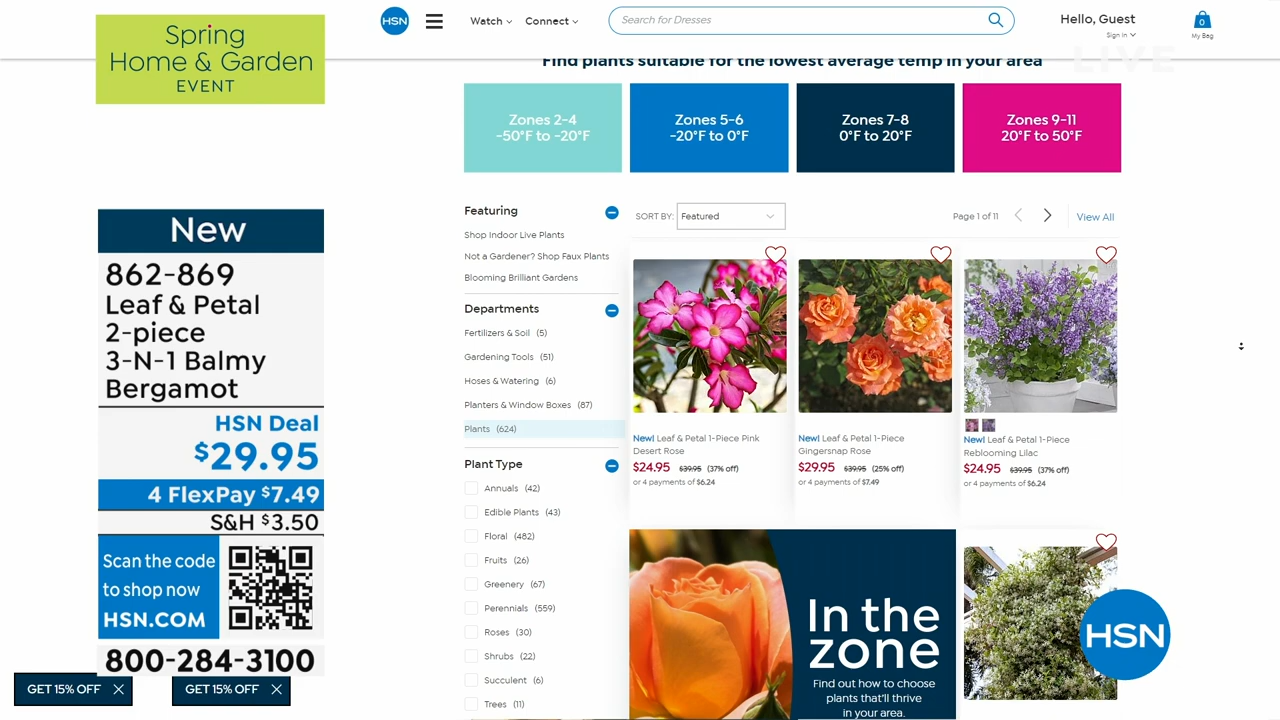 Spring
Home & Garden
EVENT
HSN
Watch
Connect
Search for Dresses
Hello, Guest
Sign In
0
My Bag
LIVE
Find plants suitable for the lowest average temp in your area
Zones 2-4
-50°F to -20°F
Zones 5-6
-20°F to 0°F
Zones 7-8
0°F to 20°F
Zones 9-11
20°F to 50°F
New
862-869
Leaf & Petal
2-piece
3-N-1 Balmy
Bergamot
HSN Deal
$29.95
4 FlexPay $7.49
S&H $3.50
Scan the code
to shop now
HSN.COM
800-284-3100
GET 15% OFF
GET 15% OFF
Featuring
Shop Indoor Live Plants
Not a Gardener? Shop Faux Plants
Blooming Brilliant Gardens
Departments
Fertilizers & Soil (5)
Gardening Tools (51)
Hoses & Watering (6)
Planters & Window Boxes (87)
Plants (624)
Plant Type
Annuals (42)
Edible Plants (43)
Floral (482)
Fruits (26)
Greenery (67)
Perennials (559)
Roses (30)
Shrubs (22)
Succulent (6)
Trees (11)
SORT BY: Featured
Page 1 of 11
View All
New! Leaf & Petal 1-Piece Pink
Desert Rose
$24.95 $39.95 (37% off)
or 4 payments of $6.24
New! Leaf & Petal 1-Piece
Gingersnap Rose
$29.95 $39.95 (25% off)
or 4 payments of $7.49
New! Leaf & Petal 1-Piece
Reblooming Lilac
$24.95 $39.95 (37% off)
or 4 payments of $6.24
In the
zone
Find out how to choose
plants that'll thrive
in your area.
HSN